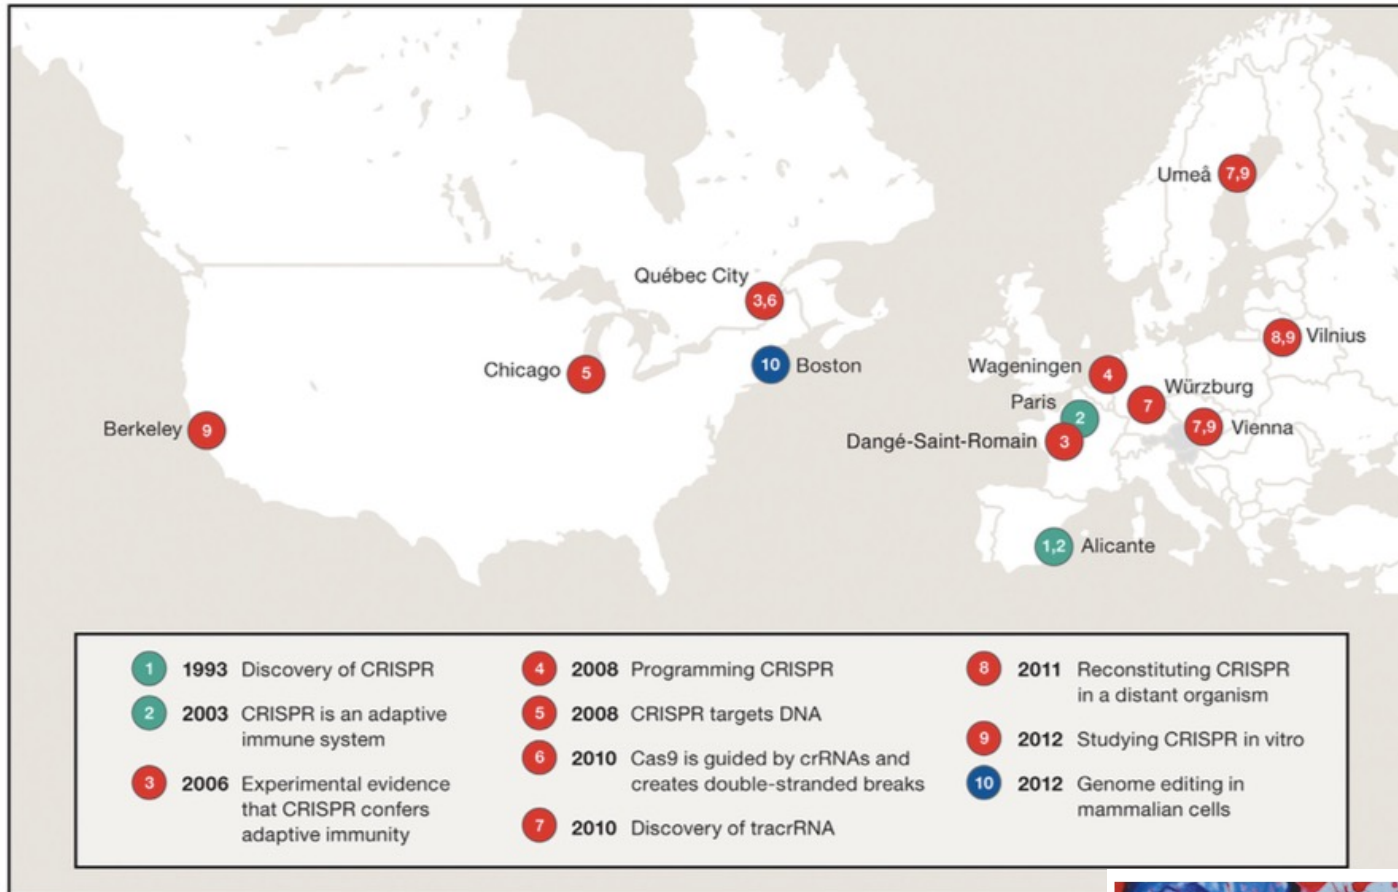 Umeå
7,9
Québec City
3,6
Vilnius
8,9
Chicago
5
10
Boston
Wageningen
4
Würzburg
7
Paris
2
Berkeley
9
Vienna
7,9
Dangé-Saint-Romain
3
1,2
Alicante
1 1993 Discovery of CRISPR
2 2003 CRISPR is an adaptive
immune system
3 2006 Experimental evidence
that CRISPR confers
adaptive immunity
4 2008 Programming CRISPR
5 2008 CRISPR targets DNA
6 2010 Cas9 is guided by crRNAs and
creates double-stranded breaks
7 2010 Discovery of tracrRNA
8 2011 Reconstituting CRISPR
in a distant organism
9 2012 Studying CRISPR in vitro
10 2012 Genome editing in
mammalian cells